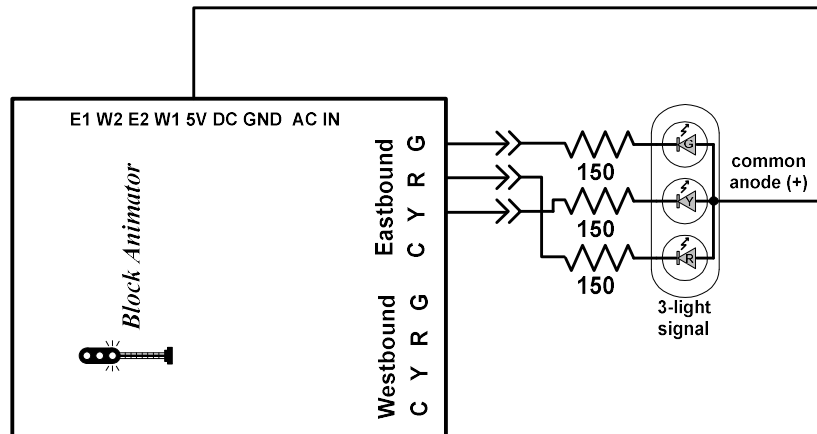 E1 W2 E2 W1 5V DC GND AC IN
Eastbound
C Y R G
Westbound
C Y R G
Block Animator
150
150
150
G
Y
R
common
anode (+)
3-light
signal